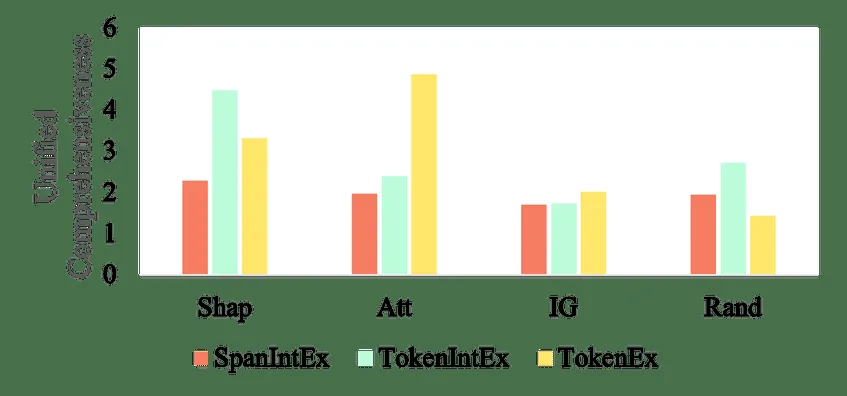 Unified
Comprehensiveness
6
5
4
3
2
1
0
Shap Att IG Rand
SpanIntEx TokenIntEx TokenEx